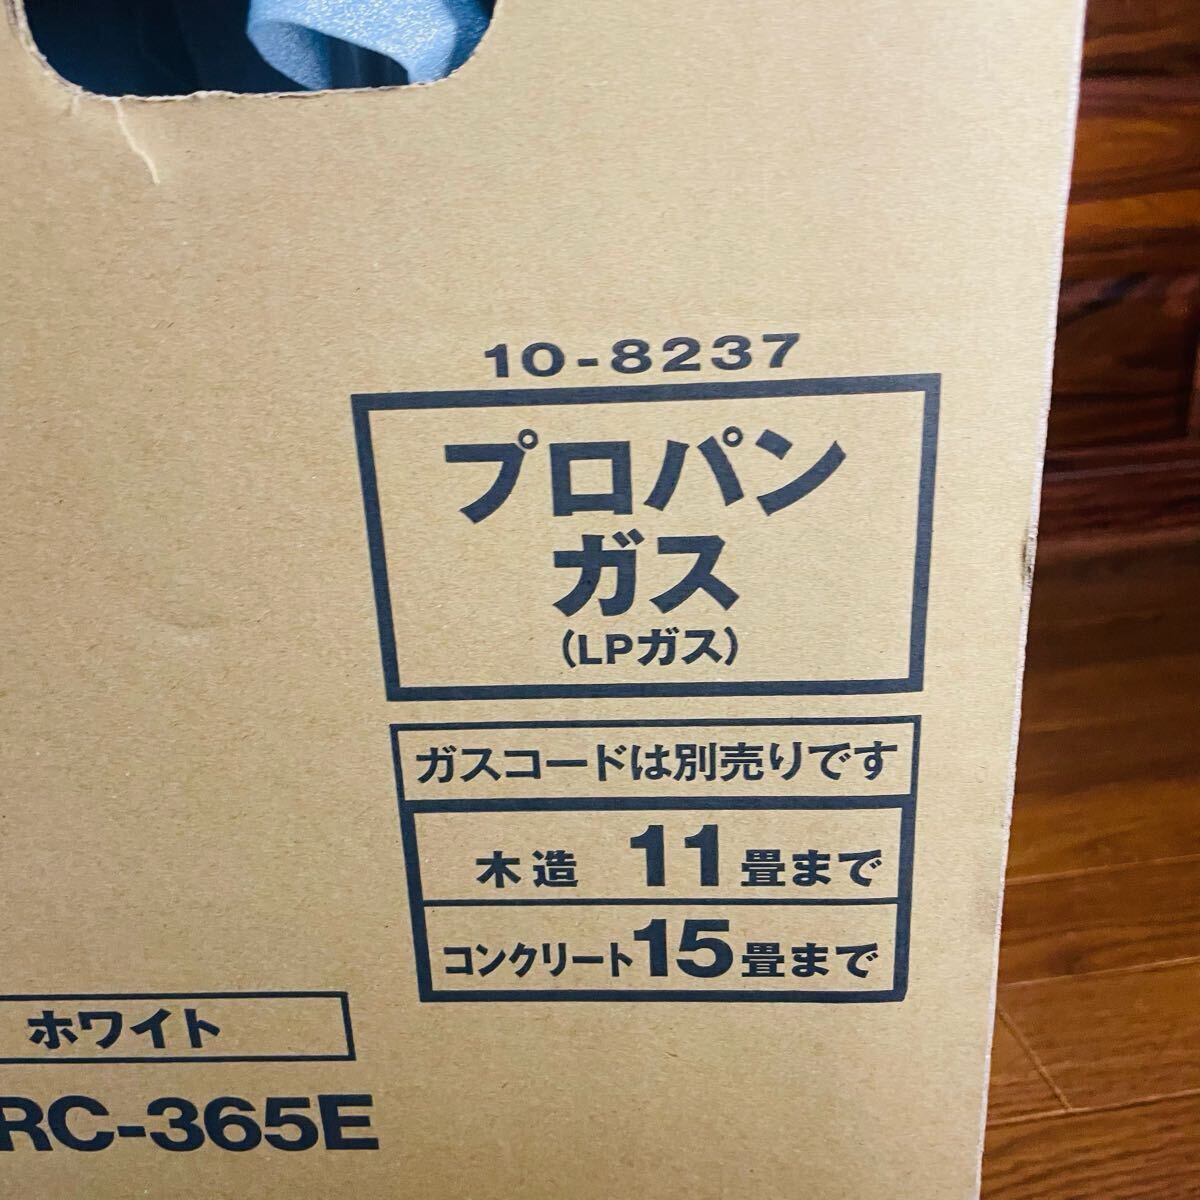 10-8237
プロパン
ガス
(LPガス)
ガスコードは別売りです
木造 11畳まで
コンクリート15畳まで
ホワイト
RC-365E